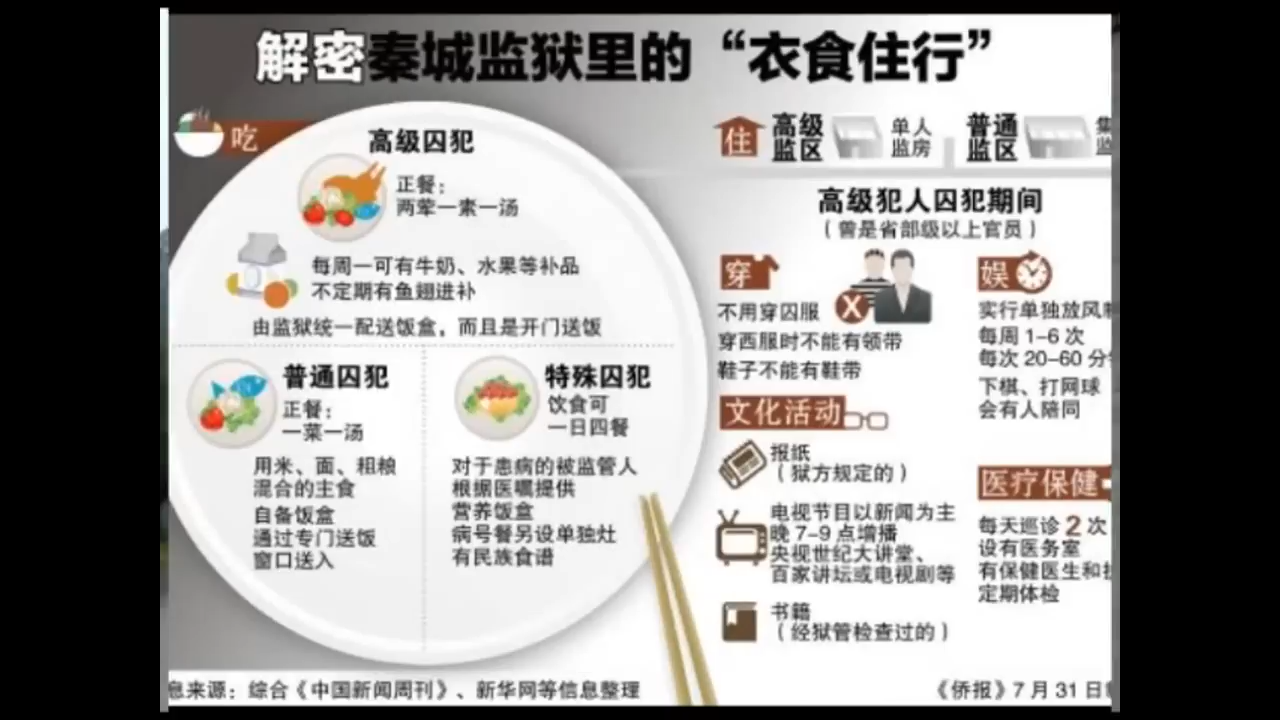 解密秦城监狱里的“衣食住行”
吃
高级囚犯
正餐：
两荤一素一汤
每周一可有牛奶、水果等补品
不定期有鱼翅进补
由监狱统一配送饭盒，而且是开门送饭
普通囚犯
正餐：
一菜一汤
用米、面、粗粮
混合的主食
自备饭盒
通过专门送饭
窗口送入
特殊囚犯
饮食可
一日四餐
对于患病的被监管人
根据医嘱提供
营养饭盒
病号餐另设单独灶
有民族食谱
住
高级
监区
单人
监房
普通
监区
高级犯人囚犯期间
（曾是省部级以上官员）
穿
不用穿囚服
X
穿西服时不能有领带
鞋子不能有鞋带
娱
实行单独放风
每周 1-6 次
每次 20-60 分
下棋、打网球
会有人陪同
文化活动
报纸
（狱方规定的）
电视节目以新闻为主
晚 7-9 点增播
央视世纪大讲堂、
百家讲坛或电视剧等
书籍
（经狱管检查过的）
医疗保健
每天巡诊 2 次
设有医务室
有保健医生和
定期体检
息来源：综合《中国新闻周刊》、新华网等信息整理
《侨报》7 月 31 日